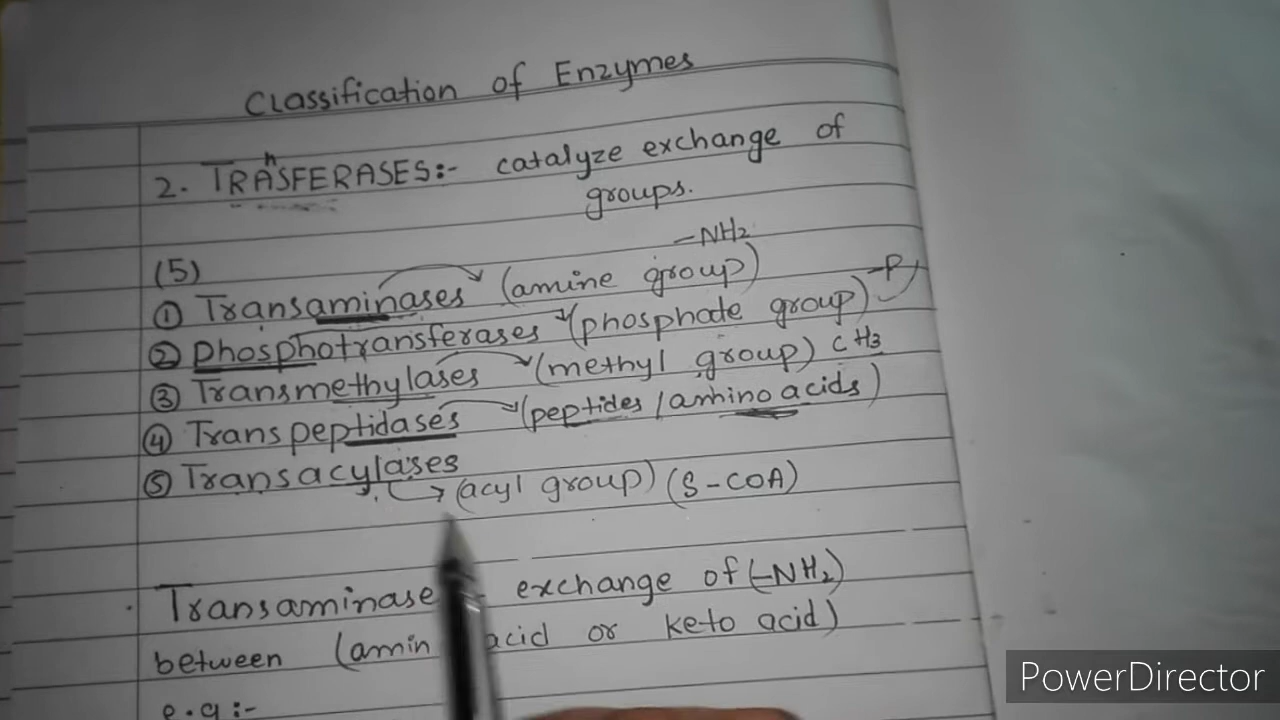 Classification of Enzymes
2. TRAnSFERASES:- catalyze exchange of
groups.
-NH2
(5)
① Transaminases (amine group)
② Phosphotransferases (phosphate group) -P
③ Transmethylases (methyl group) CH3
④ Transpeptidases (peptides / amino acids)
⑤ Transacylases
(acyl group) (S-COA)
Transaminase exchange of (-NH2)
between (amin acid or keto acid)
e.g:-
PowerDirector